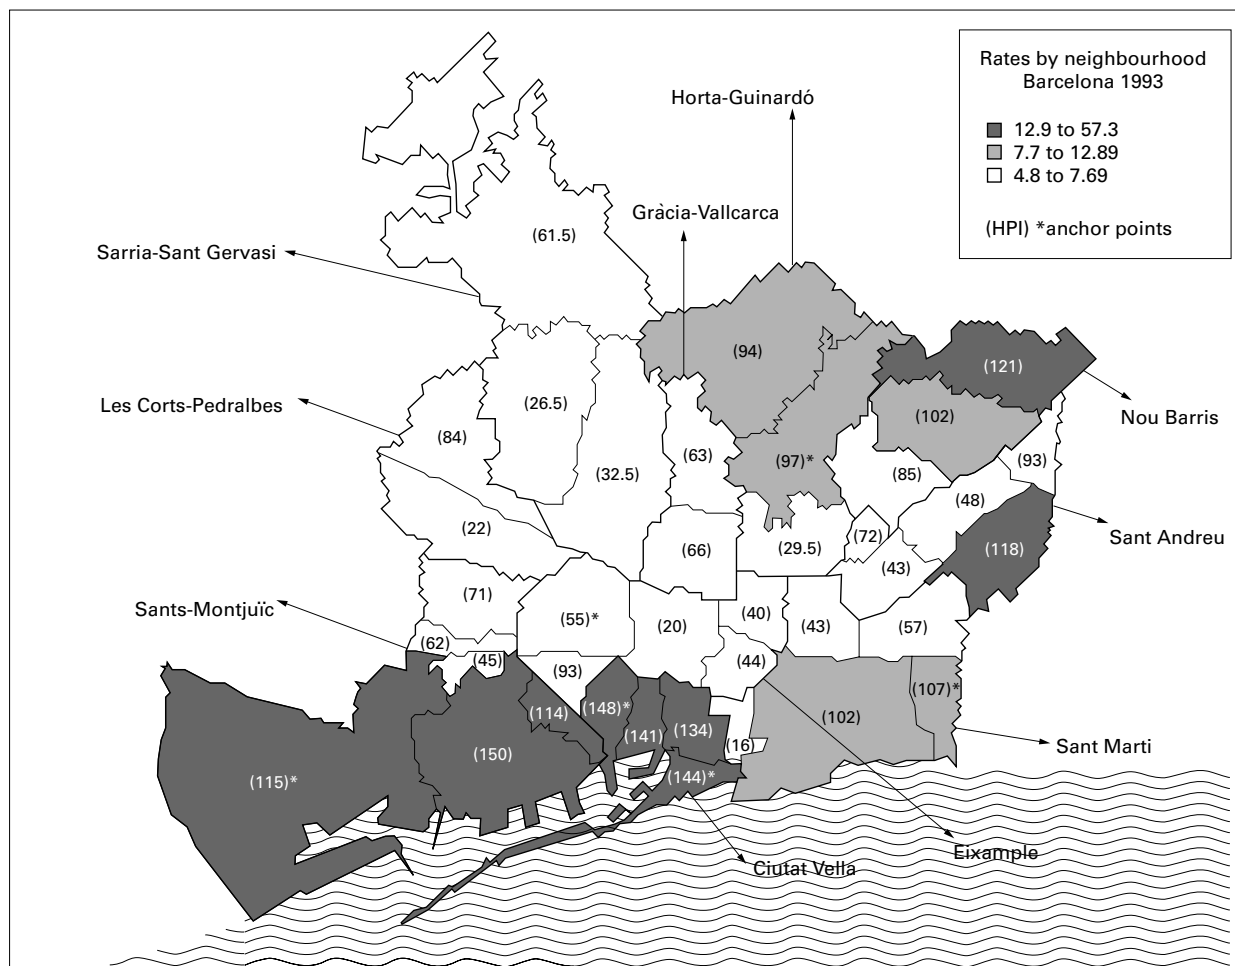 Rates by neighbourhood
Barcelona 1993
12.9 to 57.3
7.7 to 12.89
4.8 to 7.69
(HPI) *anchor points
Horta-Guinardó
Gràcia-Vallcarca
(61.5)
Sarria-Sant Gervasi
(94)
(121)
Les Corts-Pedralbes
(26.5)
(102)
Nou Barris
(84)
(63)
(97)*
(93)
(32.5)
(85)
(48)
(22)
(66)
(29.5)
(72)
Sant Andreu
(118)
(43)
(71)
Sants-Montjuïc
(55)*
(20)
(40)
(43)
(57)
(62)
(45)
(93)
(44)
(107)*
(114)
(148)*
(141)
(134)
(102)
(16)
Sant Marti
(150)
(115)*
(144)*
Eixample
Ciutat Vella